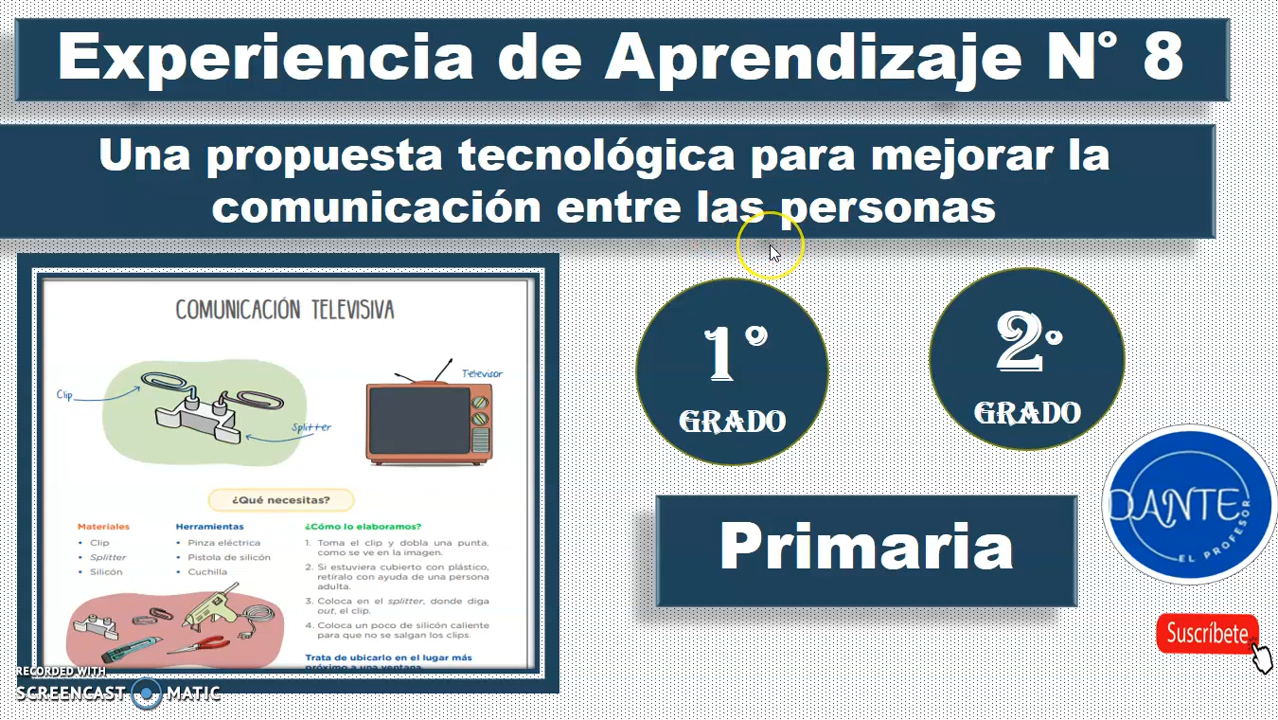 Experiencia de Aprendizaje N° 8
Una propuesta tecnológica para mejorar la
comunicación entre las personas
COMUNICACIÓN TELEVISIVA
Clip
Splitter
Televisor
¿Qué necesitas?
Materiales
• Clip
• Splitter
• Silicón
Herramientas
• Pinza eléctrica
• Pistola de silicón
• Cuchilla
¿Cómo lo elaboramos?
1. Toma el clip y dobla una punta,
como se ve en la imagen.
2. Si estuviera cubierto con plástico,
retíralo con ayuda de una persona
adulta.
3. Coloca en el splitter, donde diga
out, el clip.
4. Coloca un poco de silicón caliente
para que no se salgan los clips.
Trata de ubicarlo en el lugar más
próximo a una ventana.
1°
GRADO
2°
GRADO
Primaria
DANTE
EL PROFESOR
Suscríbete
RECORDED WITH
SCREENCAST MATIC